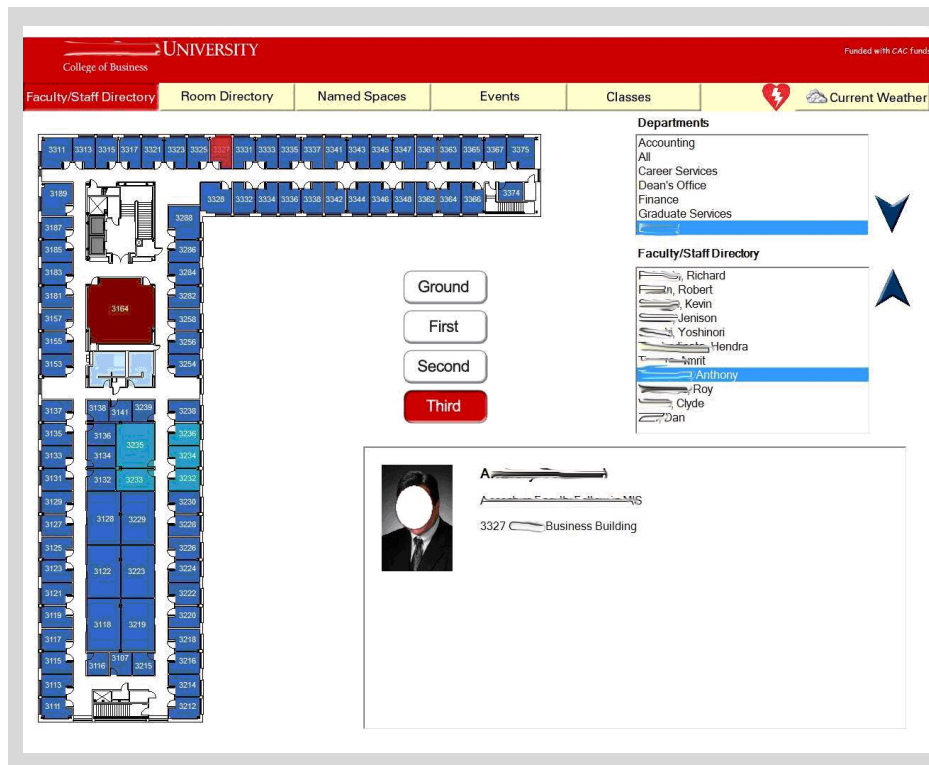 UNIVERSITY
College of Business
Funded with CAC funds
Faculty/Staff Directory
Room Directory
Named Spaces
Events
Classes
Current Weather
Departments
Accounting
All
Career Services
Dean's Office
Finance
Graduate Services
Faculty/Staff Directory
, Richard
, Robert
, Kevin
Jenison
, Yoshinori
Hendra
Amrit
Anthony
Roy
, Clyde
, Dan
Ground
First
Second
Third
3327 Business Building
3311 3313 3315 3317 3321 3323 3325 3327 3331 3333 3335 3337 3341 3343 3345 3347 3361 3363 3365 3367 3375
3328 3332 3334 3336 3338 3342 3344 3346 3348 3362 3364 3366 3374
3189
3288
3187
3185 3286
3183 3284
3181 3282
3164
3157 3258
3155 3256
3153 3254
3137 3138 3141 3239 3238
3135 3136 3235 3236
3133 3134 3234
3131 3132 3233 3232
3129 3230
3127 3128 3229 3228
3125 3226
3123 3122 3223 3224
3121 3222
3119 3220
3118 3219
3117 3218
3115 3116 3107 3215 3216
3113 3214
3111 3212